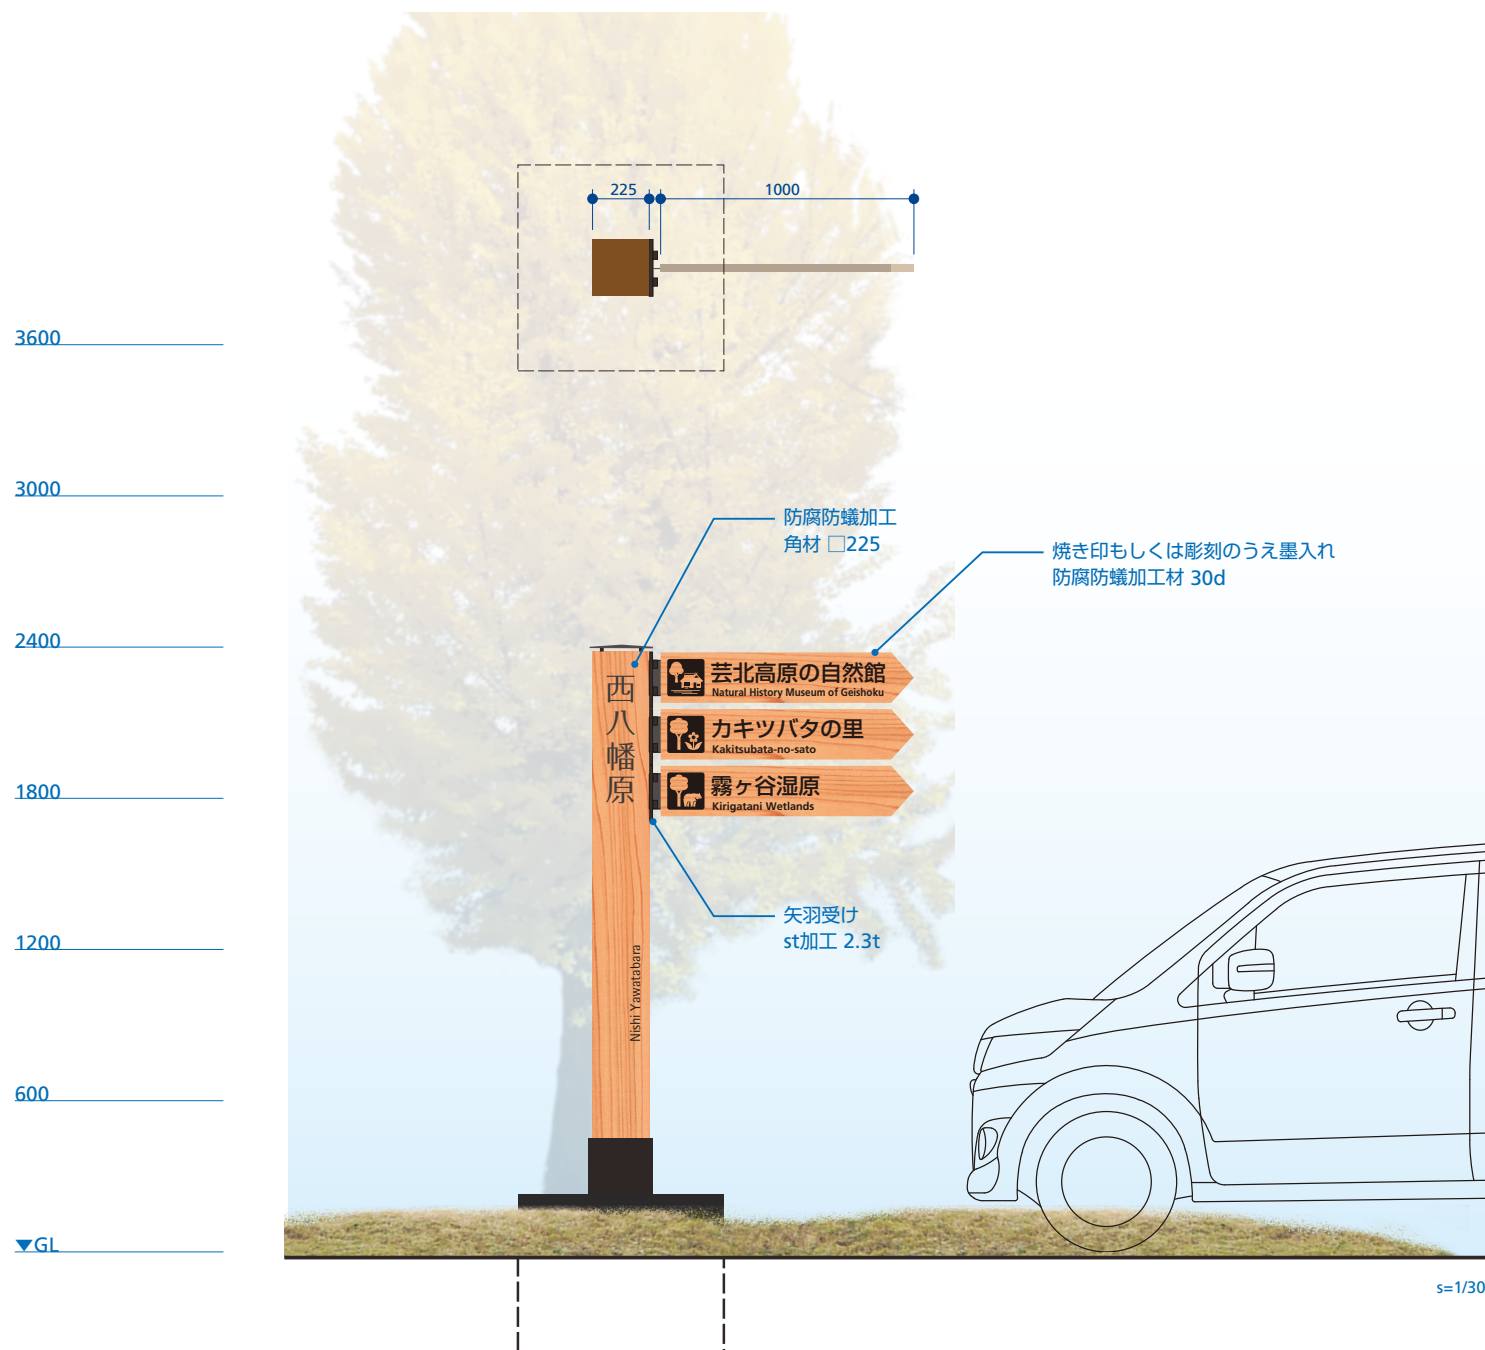 225
1000
3600
3000
2400
1800
1200
600
▼GL
防腐防蟻加工
角材 □225
焼き印もしくは彫刻のうえ墨入れ
防腐防蟻加工材 30d
西八幡原
Nishi Yawatabara
芸北高原の自然館
Natural History Museum of Geishoku
カキツバタの里
Kakitsubata-no-sato
霧ヶ谷湿原
Kirigatani Wetlands
矢羽受け
st加工 2.3t
s=1/30